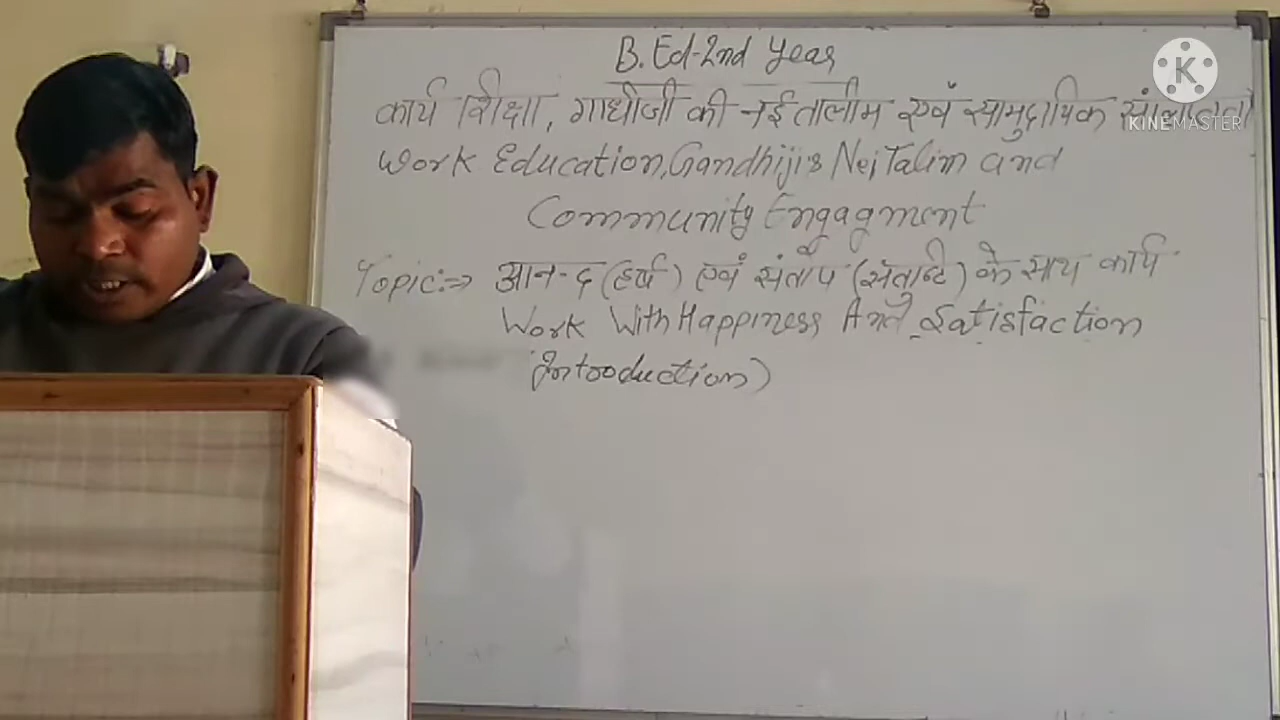 B.Ed-2nd Year
कार्य शिक्षा, गाधीजी की नई तालीम एवं सामुदायिक
Work Education, Gandhiji's Nei Talim and
Community Engagment
Topic:⇒ आनन्द (हर्ष) एवं संतोष (संतुष्टि) के साथ कार्य
Work With Happiness And Satisfaction
(Introoduction)
K
KINEMASTER